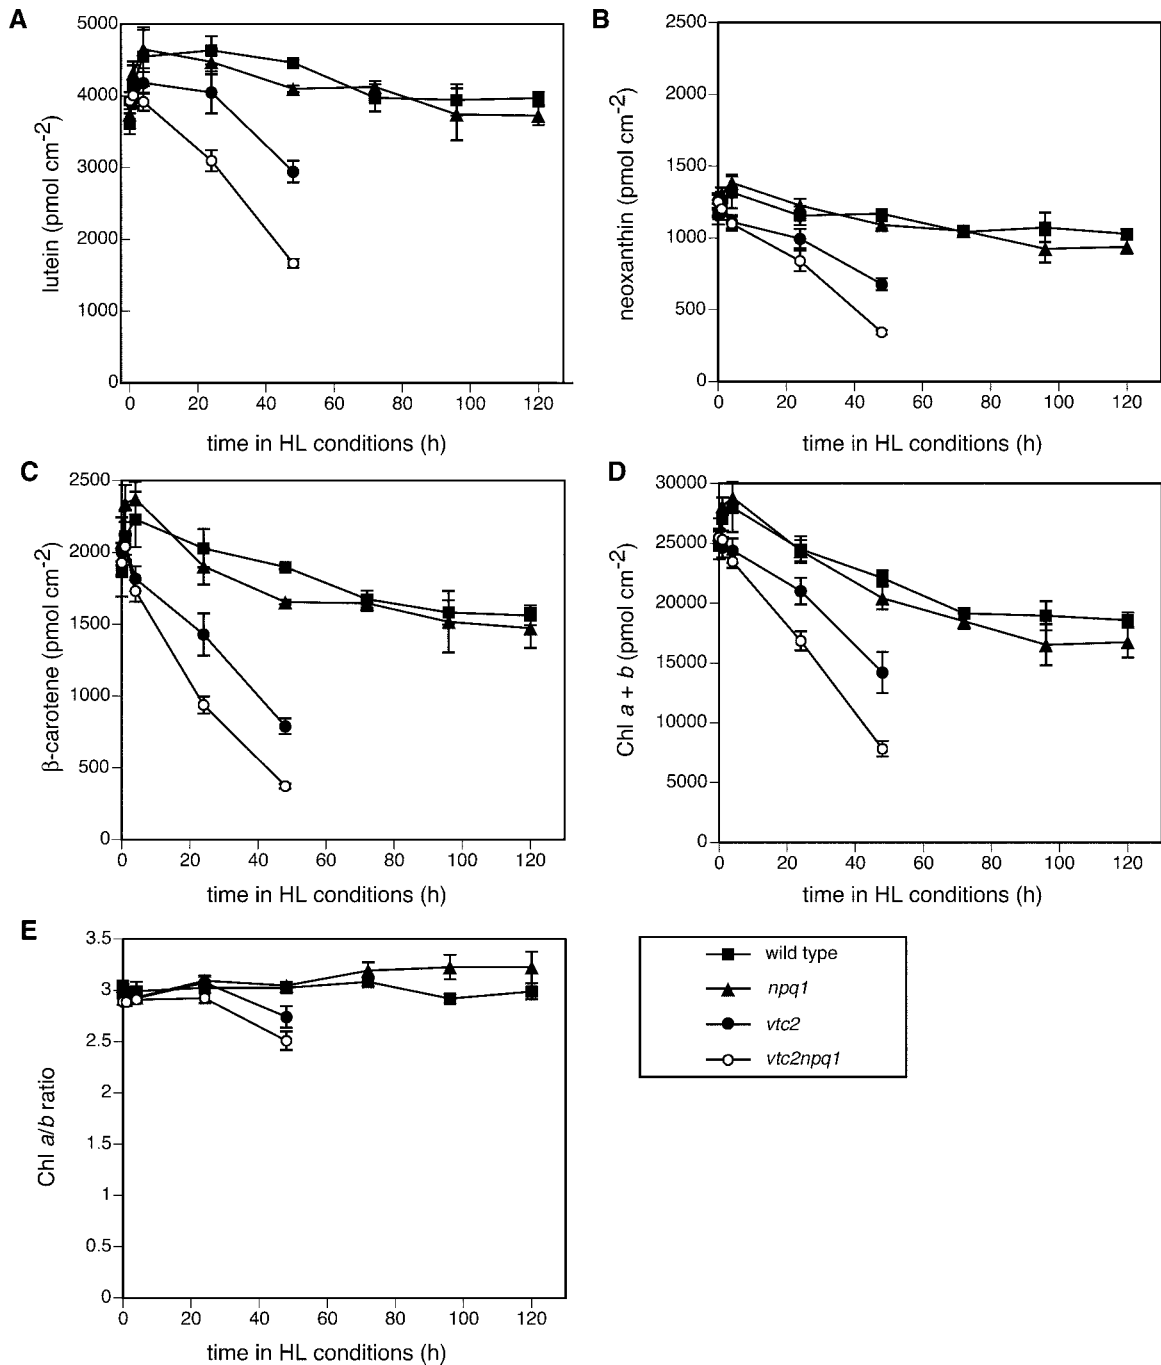 A
5000
4000
3000
2000
1000
0
lutein (pmol cm-2)
0 20 40 60 80 100 120
time in HL conditions (h)
B
2500
2000
1500
1000
500
0
neoxanthin (pmol cm-2)
0 20 40 60 80 100 120
time in HL conditions (h)
C
2500
2000
1500
1000
500
0
β-carotene (pmol cm-2)
0 20 40 60 80 100 120
time in HL conditions (h)
D
30000
25000
20000
15000
10000
5000
0
Chl a + b (pmol cm-2)
0 20 40 60 80 100 120
time in HL conditions (h)
E
3.5
3
2.5
2
1.5
1
0.5
0
Chl a/b ratio
0 20 40 60 80 100 120
time in HL conditions (h)
wild type
npq1
vtc2
vtc2npq1